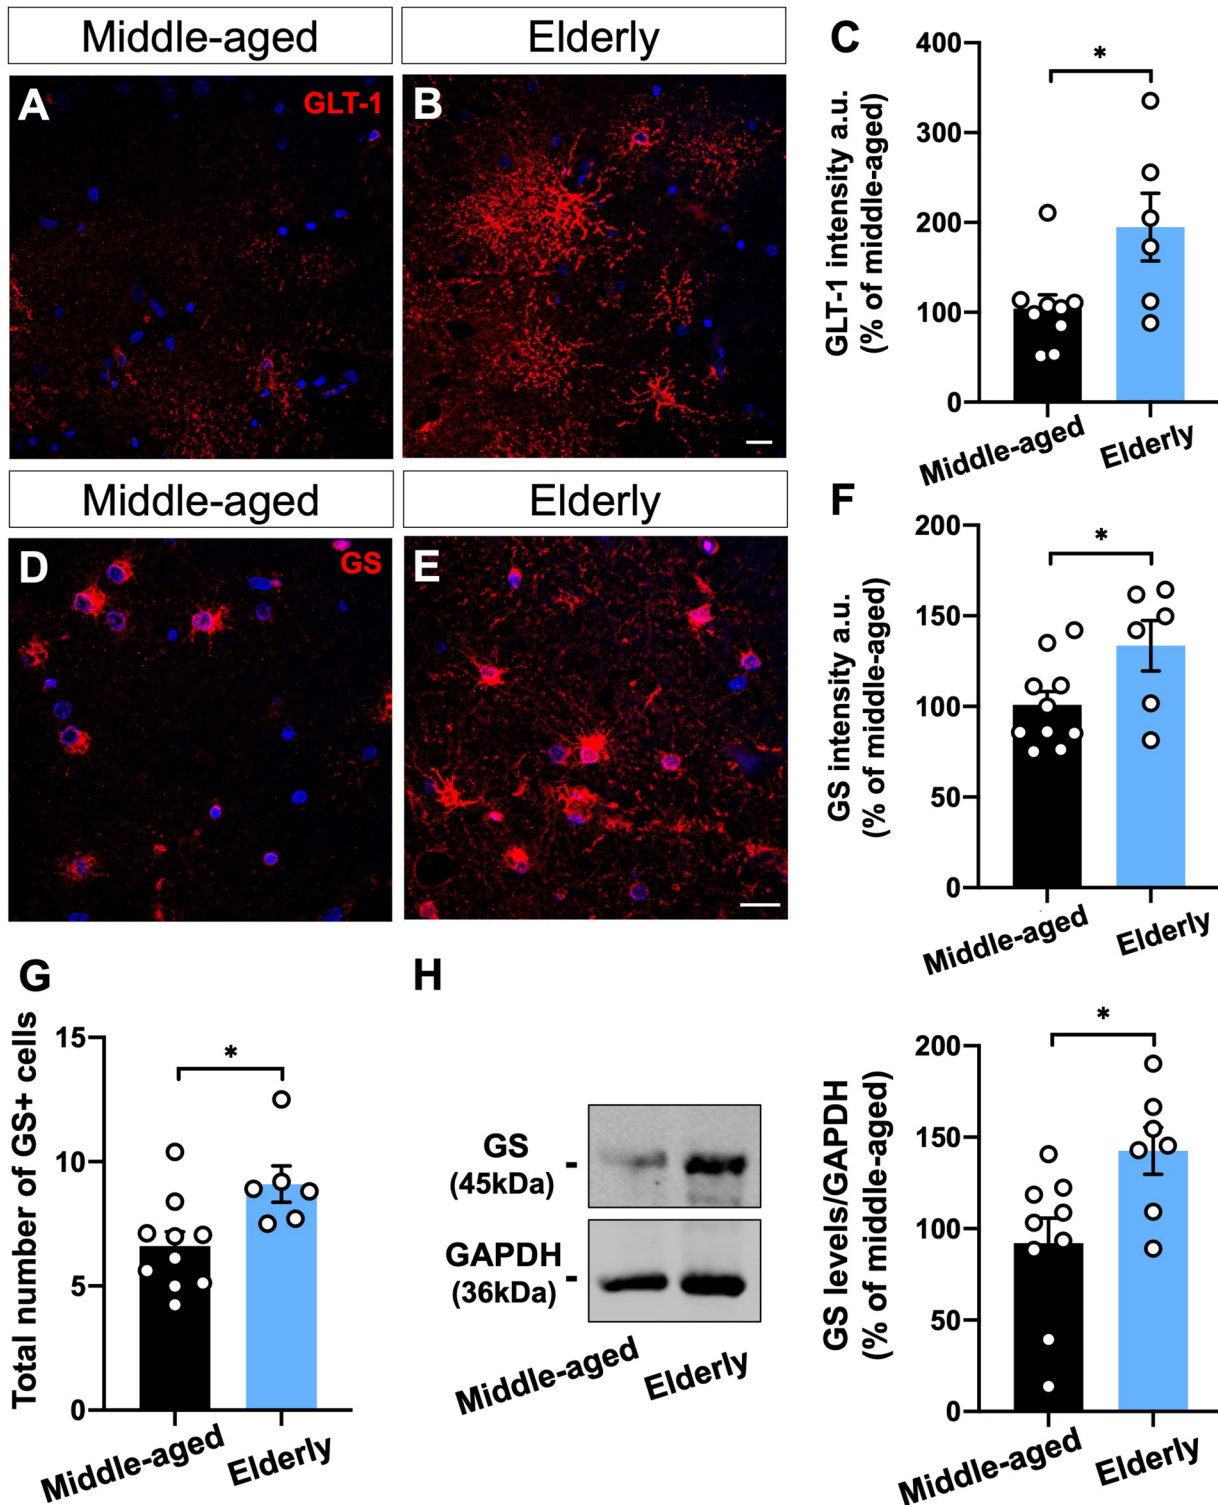 Middle-aged
Elderly
A
GLT-1
B
C
GLT-1 intensity a.u.
(% of middle-aged)
400
300
200
100
0
*
Middle-aged
Elderly
Middle-aged
Elderly
D
GS
E
F
GS intensity a.u.
(% of middle-aged)
200
150
100
50
0
*
Middle-aged
Elderly
G
Total number of GS+ cells
15
10
5
0
*
Middle-aged
Elderly
H
GS
(45kDa)
-
GAPDH
(36kDa)
-
Middle-aged
Elderly
GS levels/GAPDH
(% of middle-aged)
200
150
100
50
0
*
Middle-aged
Elderly